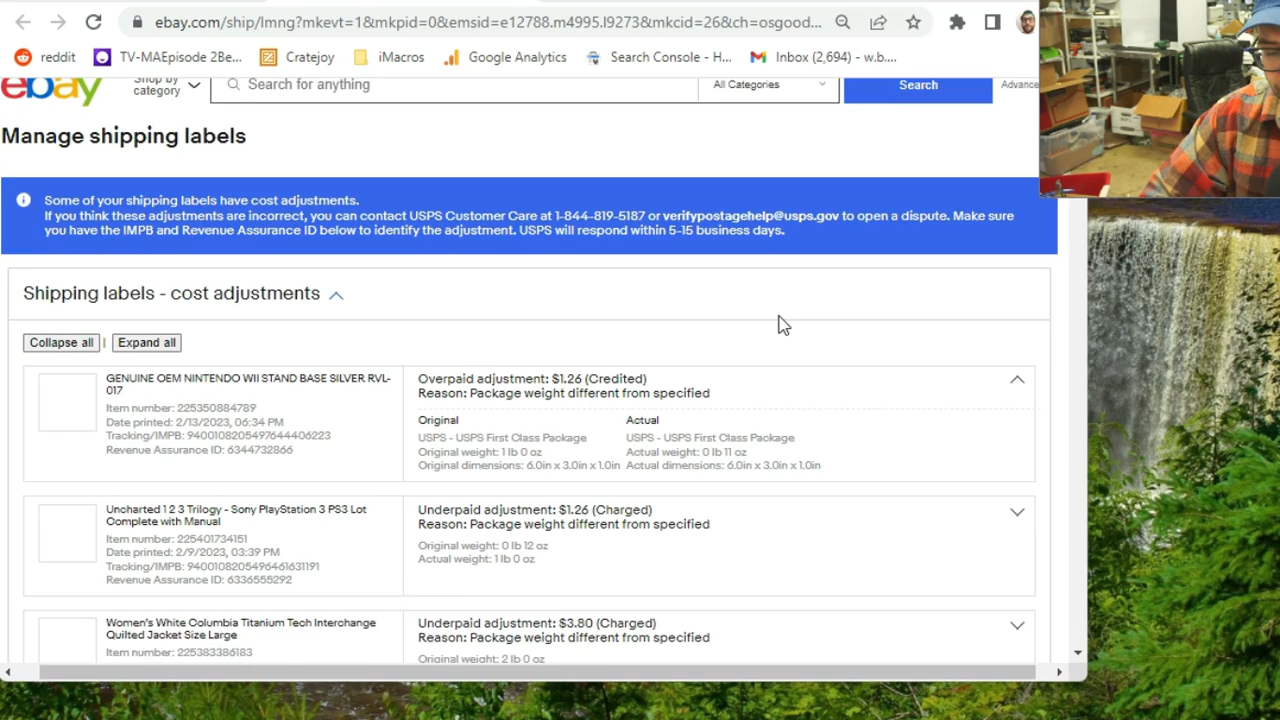 ebay.com/ship/lmng?mkevt=1&mkpid=0&emsid=e12788.m4995.l9273&mkcid=26&ch=osgood...
reddit
TV-MAEpisode 2Be...
Cratejoy
iMacros
Google Analytics
Search Console - H...
Inbox (2,694) - w.b....
ebay
Shop by
category
Search for anything
All Categories
Search
Advance
Manage shipping labels
Some of your shipping labels have cost adjustments.
If you think these adjustments are incorrect, you can contact USPS Customer Care at 1-844-819-5187 or verifypostagehelp@usps.gov to open a dispute. Make sure
you have the IMPB and Revenue Assurance ID below to identify the adjustment. USPS will respond within 5-15 business days.
Shipping labels - cost adjustments
Collapse all | Expand all
GENUINE OEM NINTENDO WII STAND BASE SILVER RVL-
017
Item number: 225350884789
Date printed: 2/13/2023, 06:34 PM
Tracking/IMPB: 9400108205497644406223
Revenue Assurance ID: 6344732866
Overpaid adjustment: $1.26 (Credited)
Reason: Package weight different from specified
Original
USPS - USPS First Class Package
Original weight: 1 lb 0 oz
Original dimensions: 6.0in x 3.0in x 1.0in
Actual
USPS - USPS First Class Package
Actual weight: 0 lb 11 oz
Actual dimensions: 6.0in x 3.0in x 1.0in
Uncharted 1 2 3 Trilogy - Sony PlayStation 3 PS3 Lot
Complete with Manual
Item number: 225401734151
Date printed: 2/9/2023, 03:39 PM
Tracking/IMPB: 9400108205496461631191
Revenue Assurance ID: 6336555292
Underpaid adjustment: $1.26 (Charged)
Reason: Package weight different from specified
Original weight: 0 lb 12 oz
Actual weight: 1 lb 0 oz
Women's White Columbia Titanium Tech Interchange
Quilted Jacket Size Large
Item number: 225383386183
Underpaid adjustment: $3.80 (Charged)
Reason: Package weight different from specified
Original weight: 2 lb 0 oz